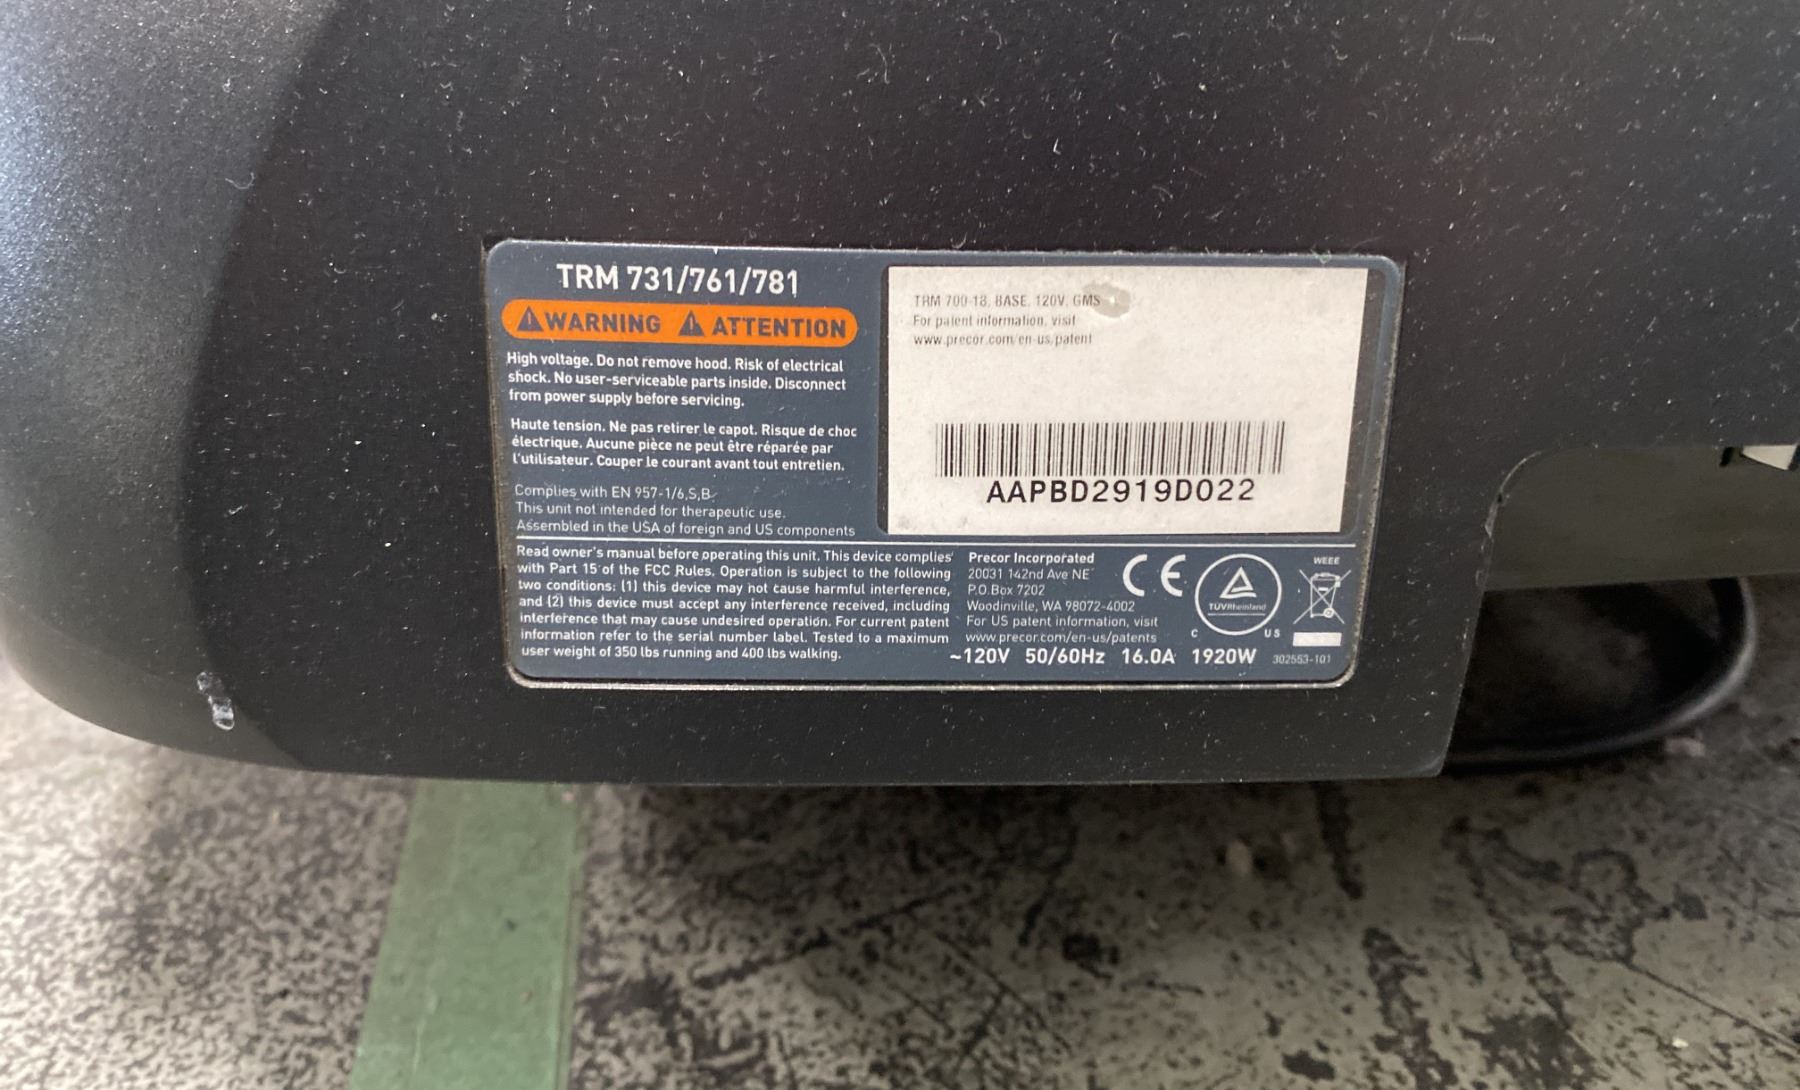 TRM 731/761/781
WARNING ATTENTION
High voltage. Do not remove hood. Risk of electrical
shock. No user-serviceable parts inside. Disconnect
from power supply before servicing.
Haute tension. Ne pas retirer le capot. Risque de choc
électrique. Aucune pièce ne peut être réparée par
l'utilisateur. Couper le courant avant tout entretien.
Complies with EN 957-1/6,S,B
This unit not intended for therapeutic use.
Assembled in the USA of foreign and US components
TRM 700-18, BASE, 120V, GMS
For patent information, visit
www.precor.com/en-us/patent
AAPBD2919D022
Read owner's manual before operating this unit. This device complies
with Part 15 of the FCC Rules. Operation is subject to the following
two conditions: (1) this device may not cause harmful interference,
and (2) this device must accept any interference received, including
interference that may cause undesired operation. For current patent
information refer to the serial number label. Tested to a maximum
user weight of 350 lbs running and 400 lbs walking.
Precor Incorporated
20031 142nd Ave NE
P.O. Box 7202
Woodinville, WA 98072-4002
For US patent information, visit
www.precor.com/en-us/patents
CE
TÜVRheinland
C US
WEEE
~120V 50/60Hz 16.0A 1920W
302553-101